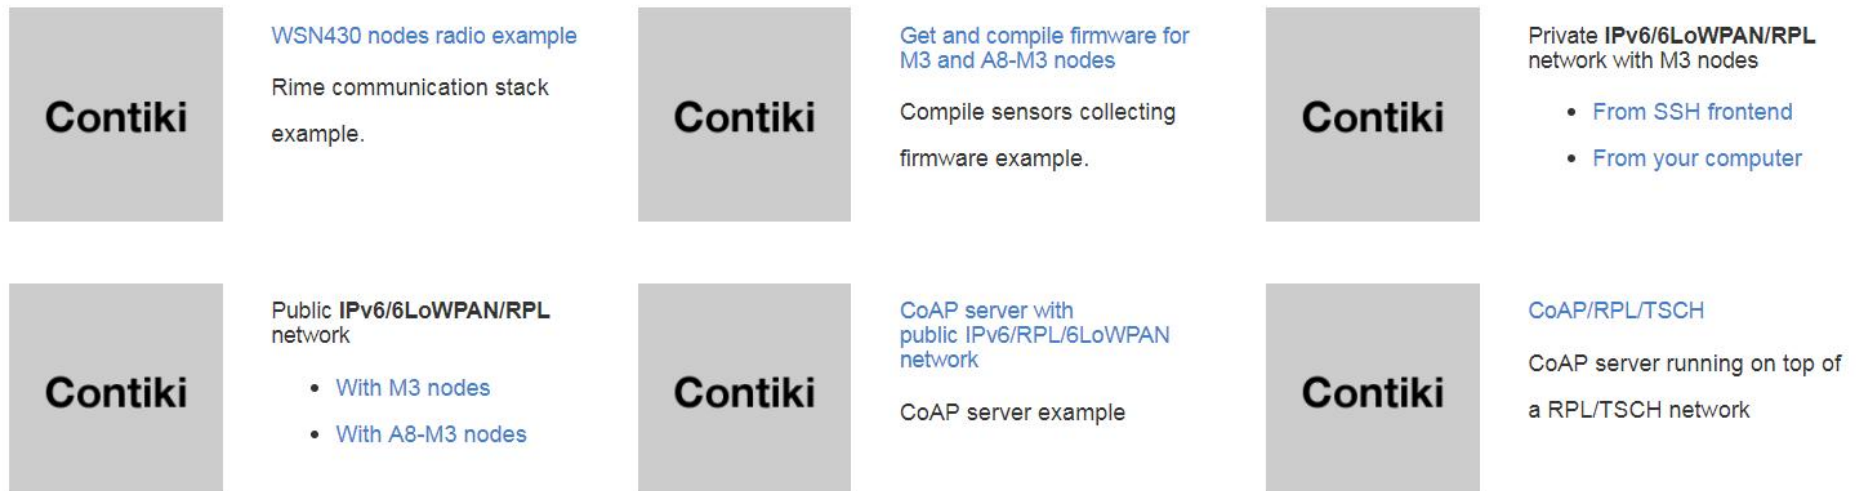 Contiki
WSN430 nodes radio example
Rime communication stack
example.
Contiki
Get and compile firmware for
M3 and A8-M3 nodes
Compile sensors collecting
firmware example.
Contiki
Private IPv6/6LoWPAN/RPL
network with M3 nodes
• From SSH frontend
• From your computer
Contiki
Public IPv6/6LoWPAN/RPL
network
• With M3 nodes
• With A8-M3 nodes
Contiki
CoAP server with
public IPv6/RPL/6LoWPAN
network
CoAP server example
Contiki
CoAP/RPL/TSCH
CoAP server running on top of
a RPL/TSCH network